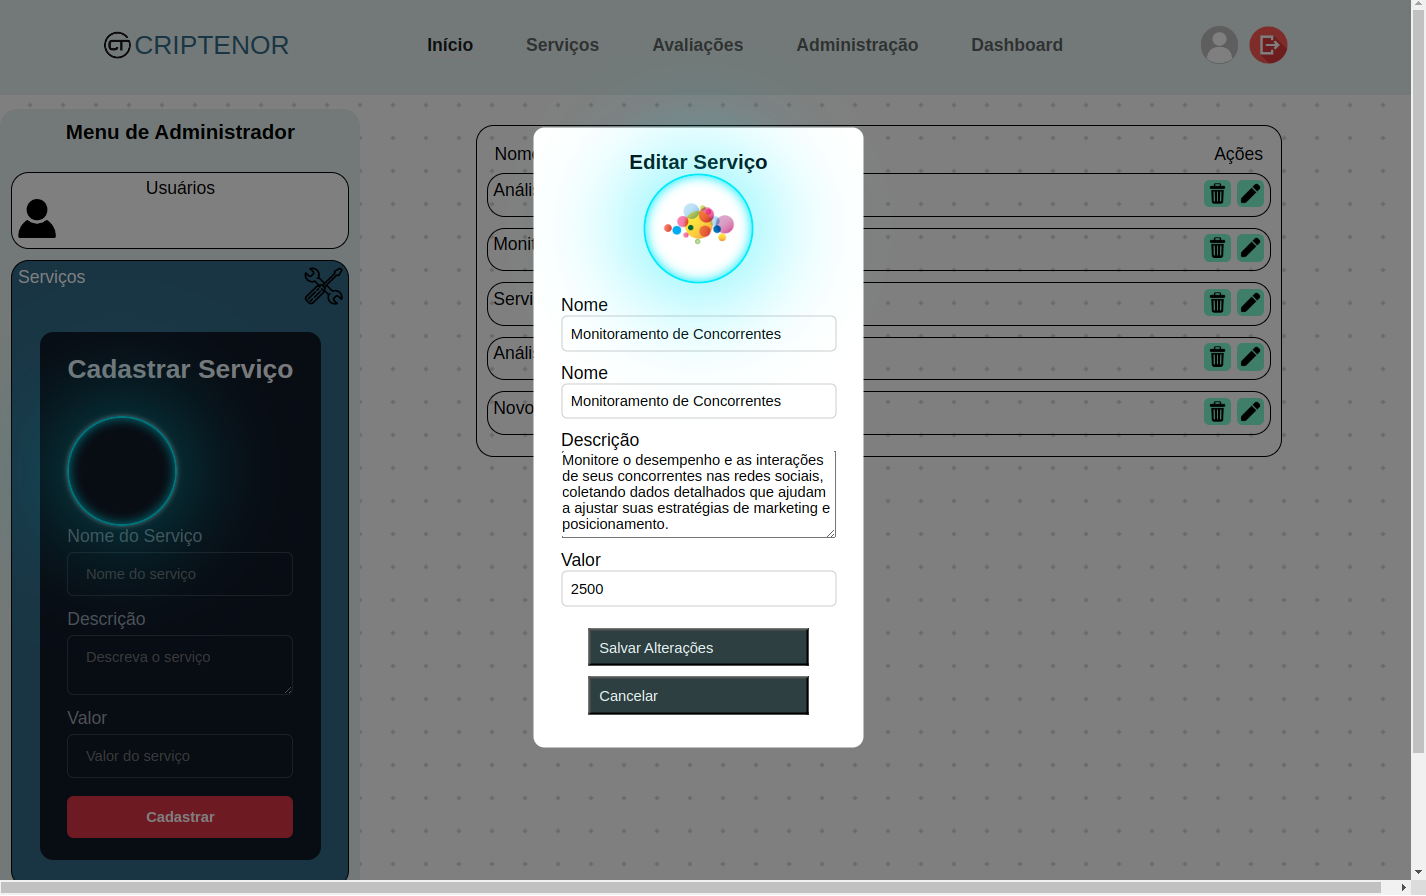 CRIPTENOR
Início
Serviços
Avaliações
Administração
Dashboard
Menu de Administrador
Usuários
Serviços
Cadastrar Serviço
Nome do Serviço
Nome do serviço
Descrição
Descreva o serviço
Valor
Valor do serviço
Cadastrar
Nome
Ações
Análi
Monit
Servi
Análi
Novo
Editar Serviço
Nome
Monitoramento de Concorrentes
Nome
Monitoramento de Concorrentes
Descrição
Monitore o desempenho e as interações
de seus concorrentes nas redes sociais,
coletando dados detalhados que ajudam
a ajustar suas estratégias de marketing e
posicionamento.
Valor
2500
Salvar Alterações
Cancelar